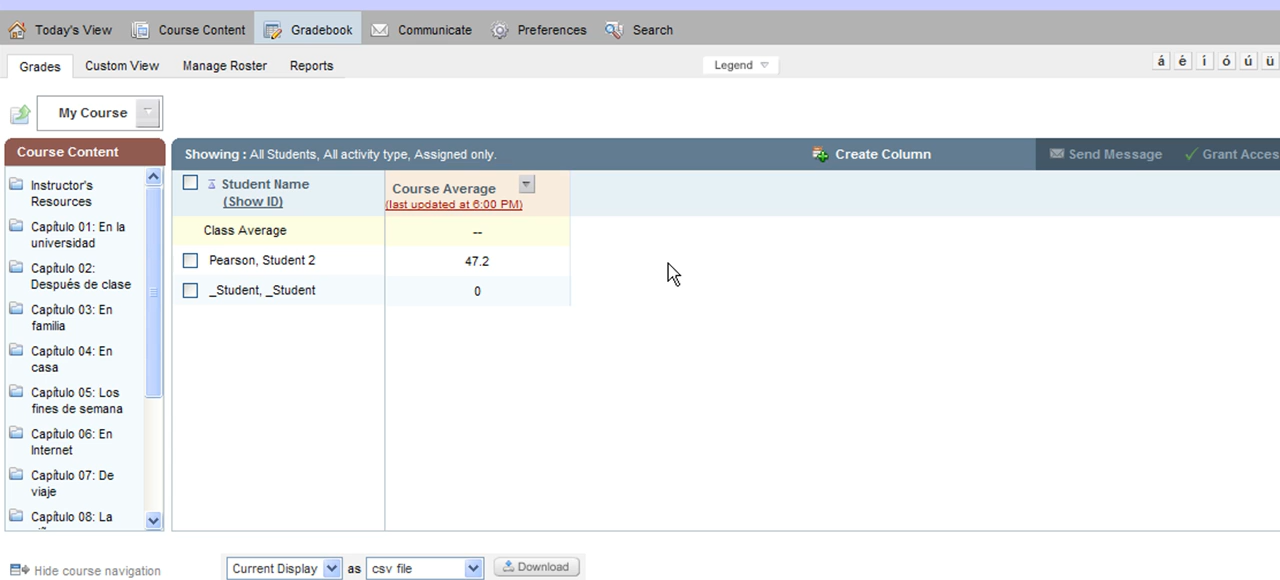 Today's View Course Content Gradebook Communicate Preferences Search
Grades Custom View Manage Roster Reports Legend á é í ó ú ü
My Course
Course Content
Instructor's
Resources
Capítulo 01: En la
universidad
Capítulo 02:
Después de clase
Capítulo 03: En
familia
Capítulo 04: En
casa
Capítulo 05: Los
fines de semana
Capítulo 06: En
Internet
Capítulo 07: De
viaje
Capítulo 08: La
Showing : All Students, All activity type, Assigned only. Create Column Send Message Grant Acces
Student Name Course Average
(Show ID) (last updated at 6:00 PM)
Class Average --
Pearson, Student 2 47.2
_Student, _Student 0
Hide course navigation Current Display as csv file Download